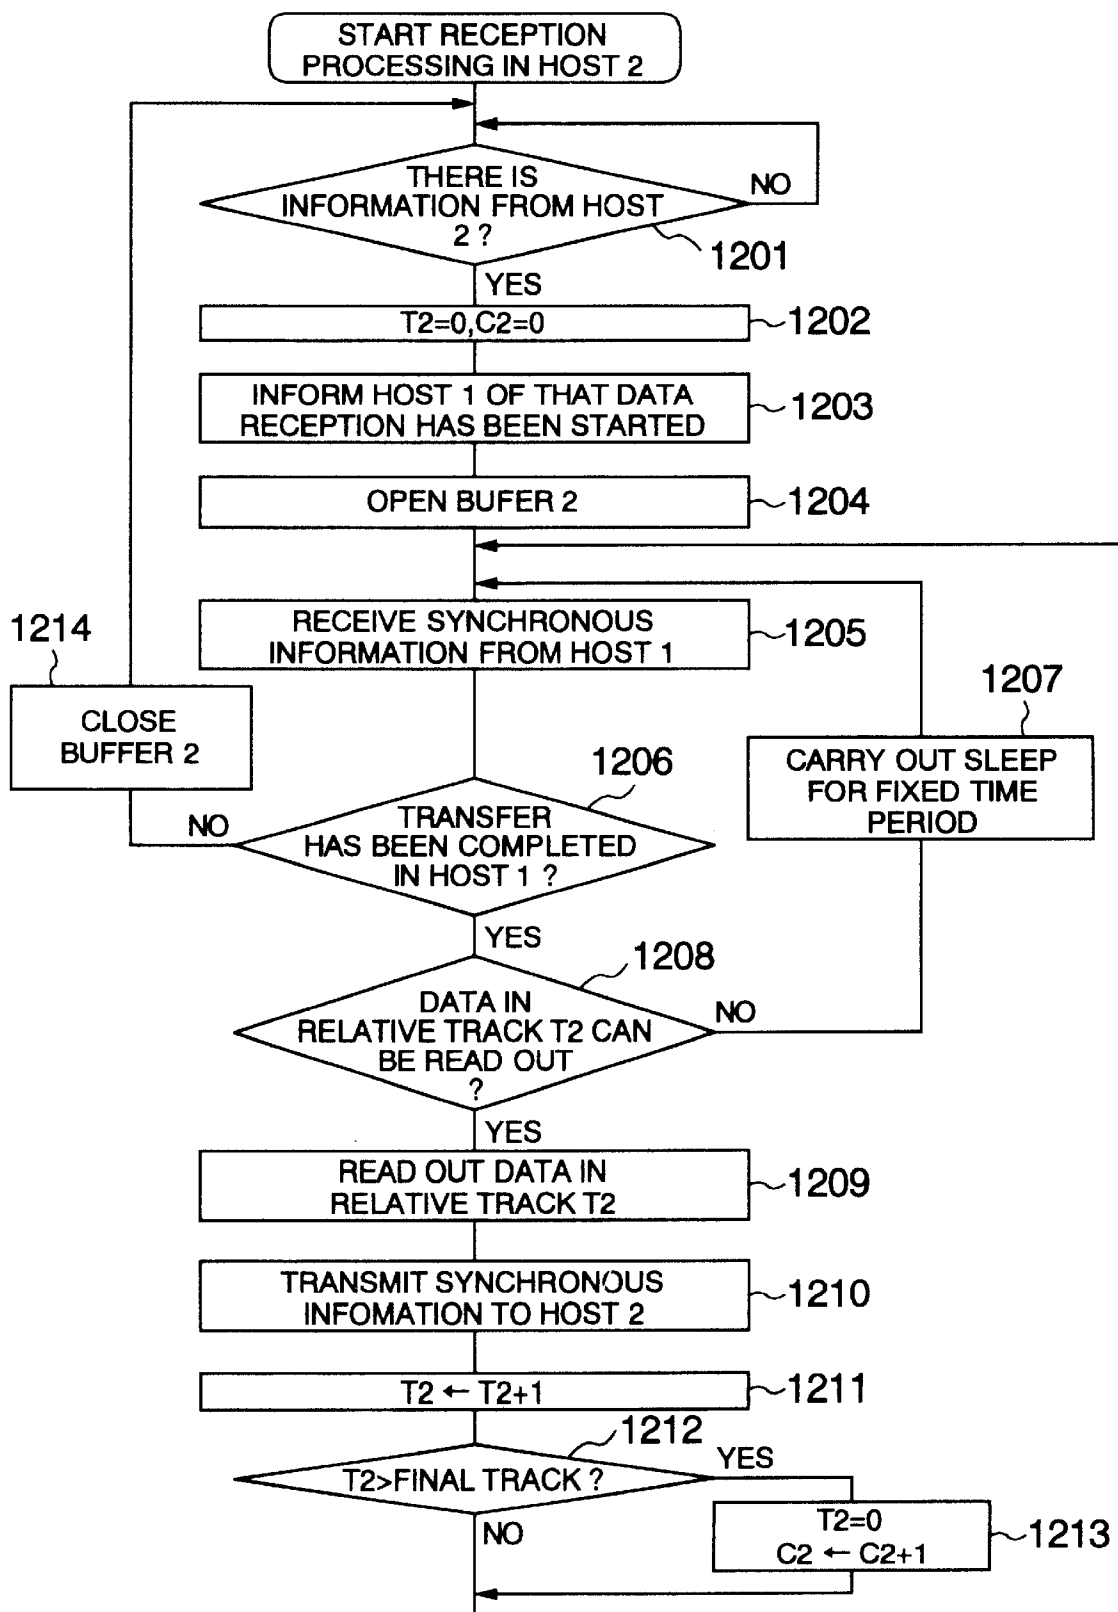 START RECEPTION
PROCESSING IN HOST 2
THERE IS
INFORMATION FROM HOST
2 ?
NO
1201
YES
T2=0,C2=0
1202
INFORM HOST 1 OF THAT DATA
RECEPTION HAS BEEN STARTED
1203
OPEN BUFER 2
1204
RECEIVE SYNCHRONOUS
INFORMATION FROM HOST 1
1205
1214
CLOSE
BUFFER 2
1207
CARRY OUT SLEEP
FOR FIXED TIME
PERIOD
1206
TRANSFER
HAS BEEN COMPLETED
IN HOST 1 ?
NO
YES
1208
DATA IN
RELATIVE TRACK T2 CAN
BE READ OUT
?
NO
YES
READ OUT DATA IN
RELATIVE TRACK T2
1209
TRANSMIT SYNCHRONOUS
INFOMATION TO HOST 2
1210
T2 ← T2+1
1211
1212
T2>FINAL TRACK ?
YES
NO
T2=0
C2 ← C2+1
1213